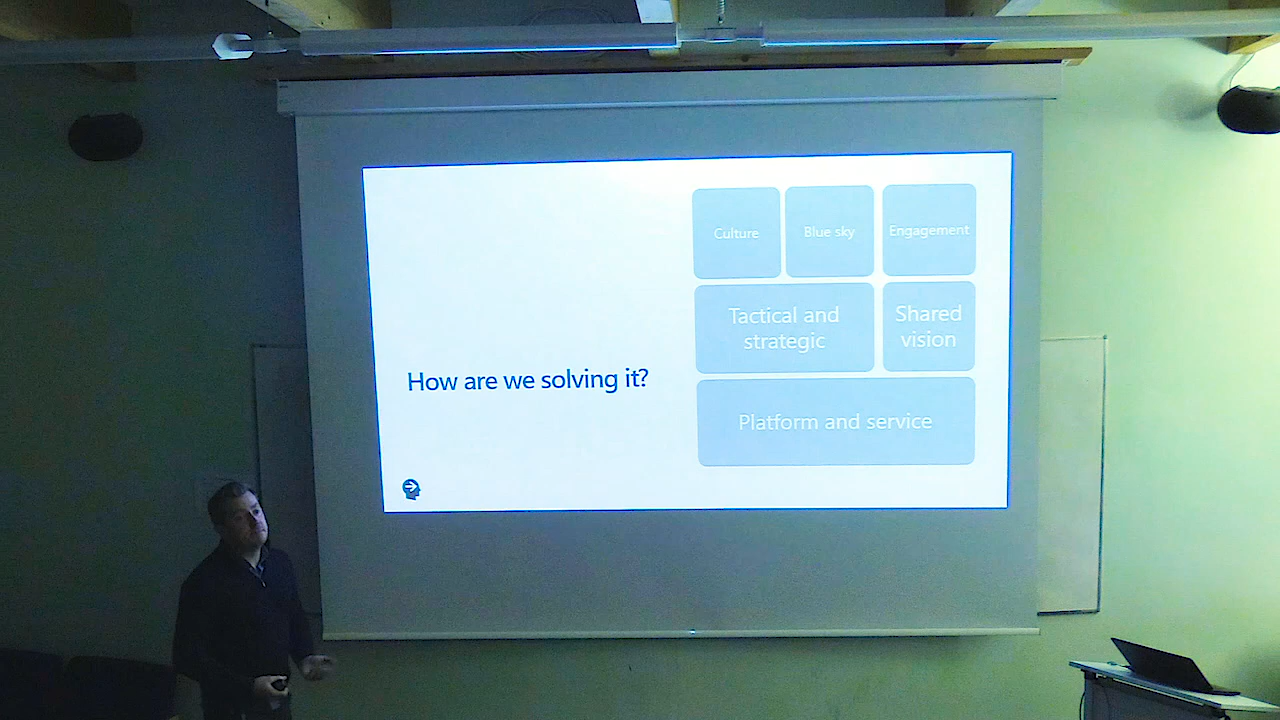 How are we solving it?
Culture
Blue sky
Engagement
Tactical and
strategic
Shared
vision
Platform and service